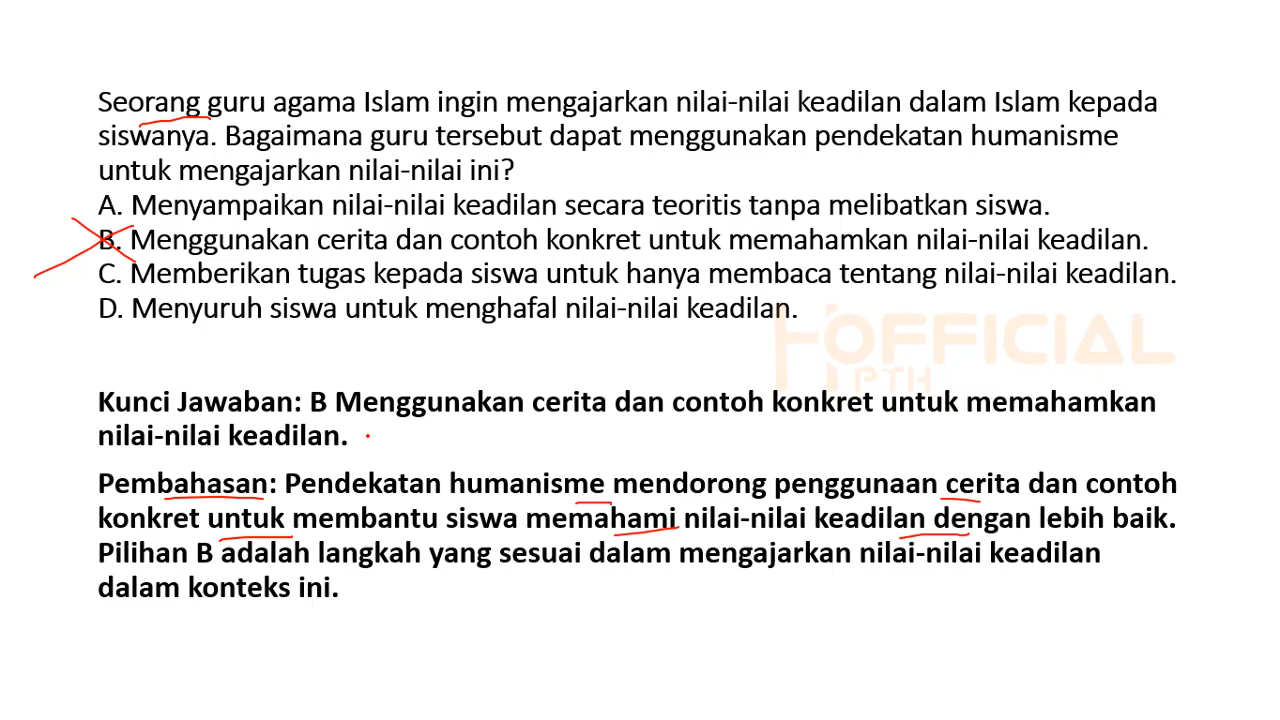 Seorang guru agama Islam ingin mengajarkan nilai-nilai keadilan dalam Islam kepada
siswanya. Bagaimana guru tersebut dapat menggunakan pendekatan humanisme
untuk mengajarkan nilai-nilai ini?
A. Menyampaikan nilai-nilai keadilan secara teoritis tanpa melibatkan siswa.
B. Menggunakan cerita dan contoh konkret untuk memahamkan nilai-nilai keadilan.
C. Memberikan tugas kepada siswa untuk hanya membaca tentang nilai-nilai keadilan.
D. Menyuruh siswa untuk menghafal nilai-nilai keadilan.
OFFICIAL
PTH
Kunci Jawaban: B Menggunakan cerita dan contoh konkret untuk memahamkan
nilai-nilai keadilan.
Pembahasan: Pendekatan humanisme mendorong penggunaan cerita dan contoh
konkret untuk membantu siswa memahami nilai-nilai keadilan dengan lebih baik.
Pilihan B adalah langkah yang sesuai dalam mengajarkan nilai-nilai keadilan
dalam konteks ini.